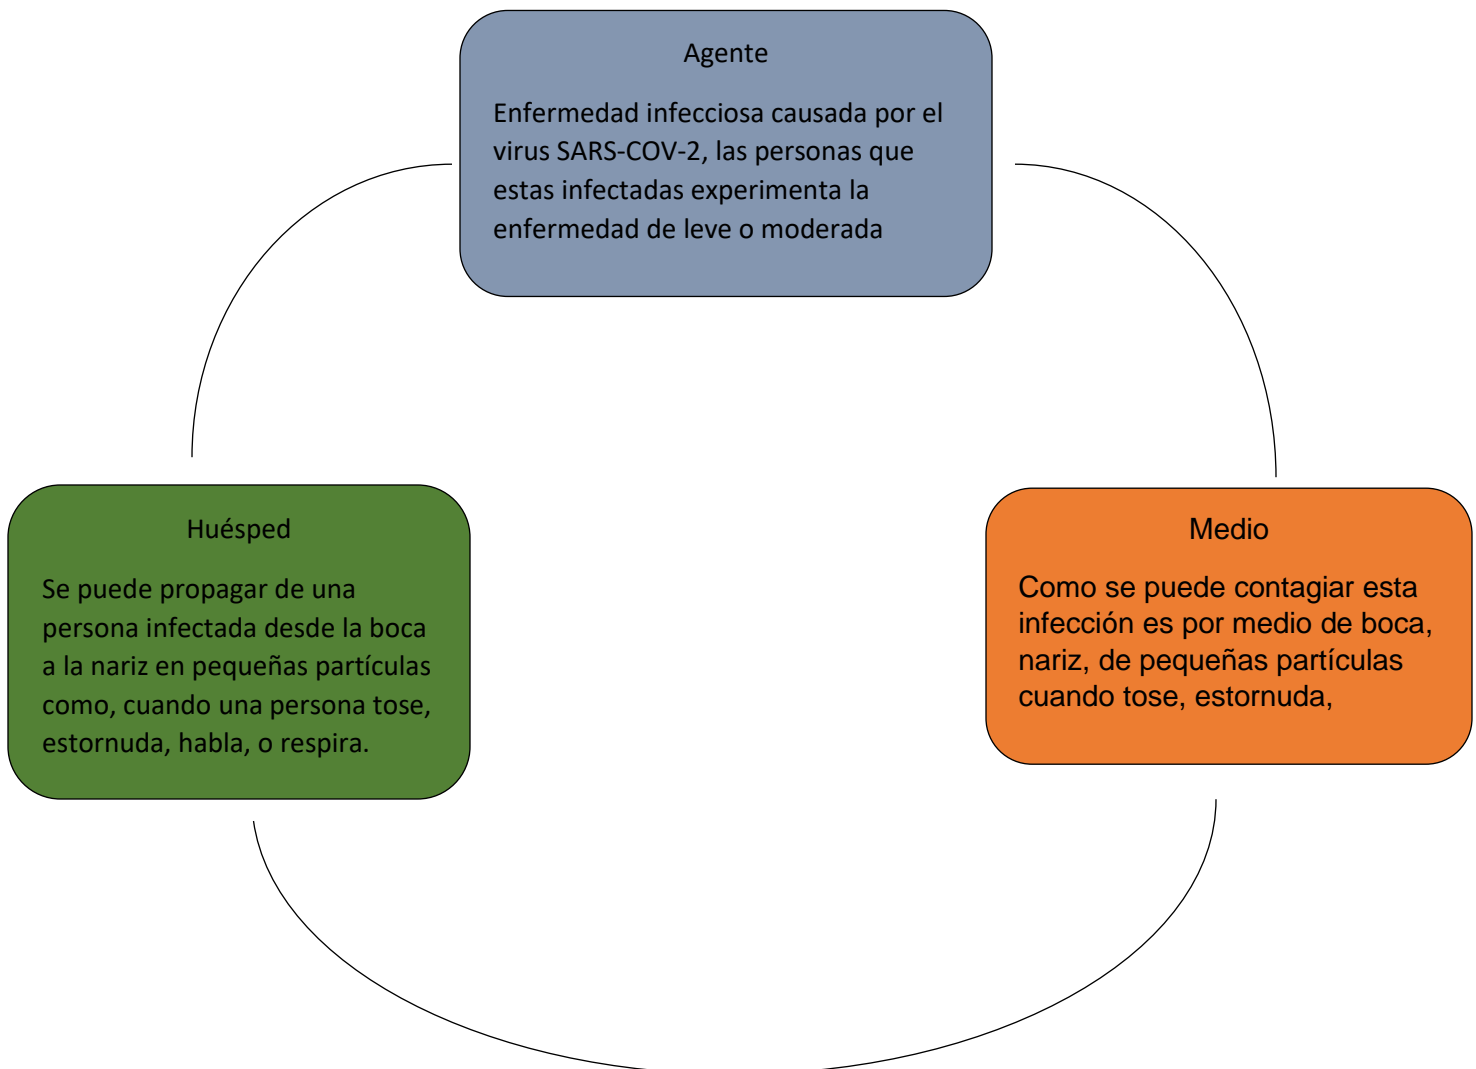 Agente
Enfermedad infecciosa causada por el
virus SARS-COV-2, las personas que
estas infectadas experimenta la
enfermedad de leve o moderada
Huésped
Se puede propagar de una
persona infectada desde la boca
a la nariz en pequeñas partículas
como, cuando una persona tose,
estornuda, habla, o respira.
Medio
Como se puede contagiar esta
infección es por medio de boca,
nariz, de pequeñas partículas
cuando tose, estornuda,